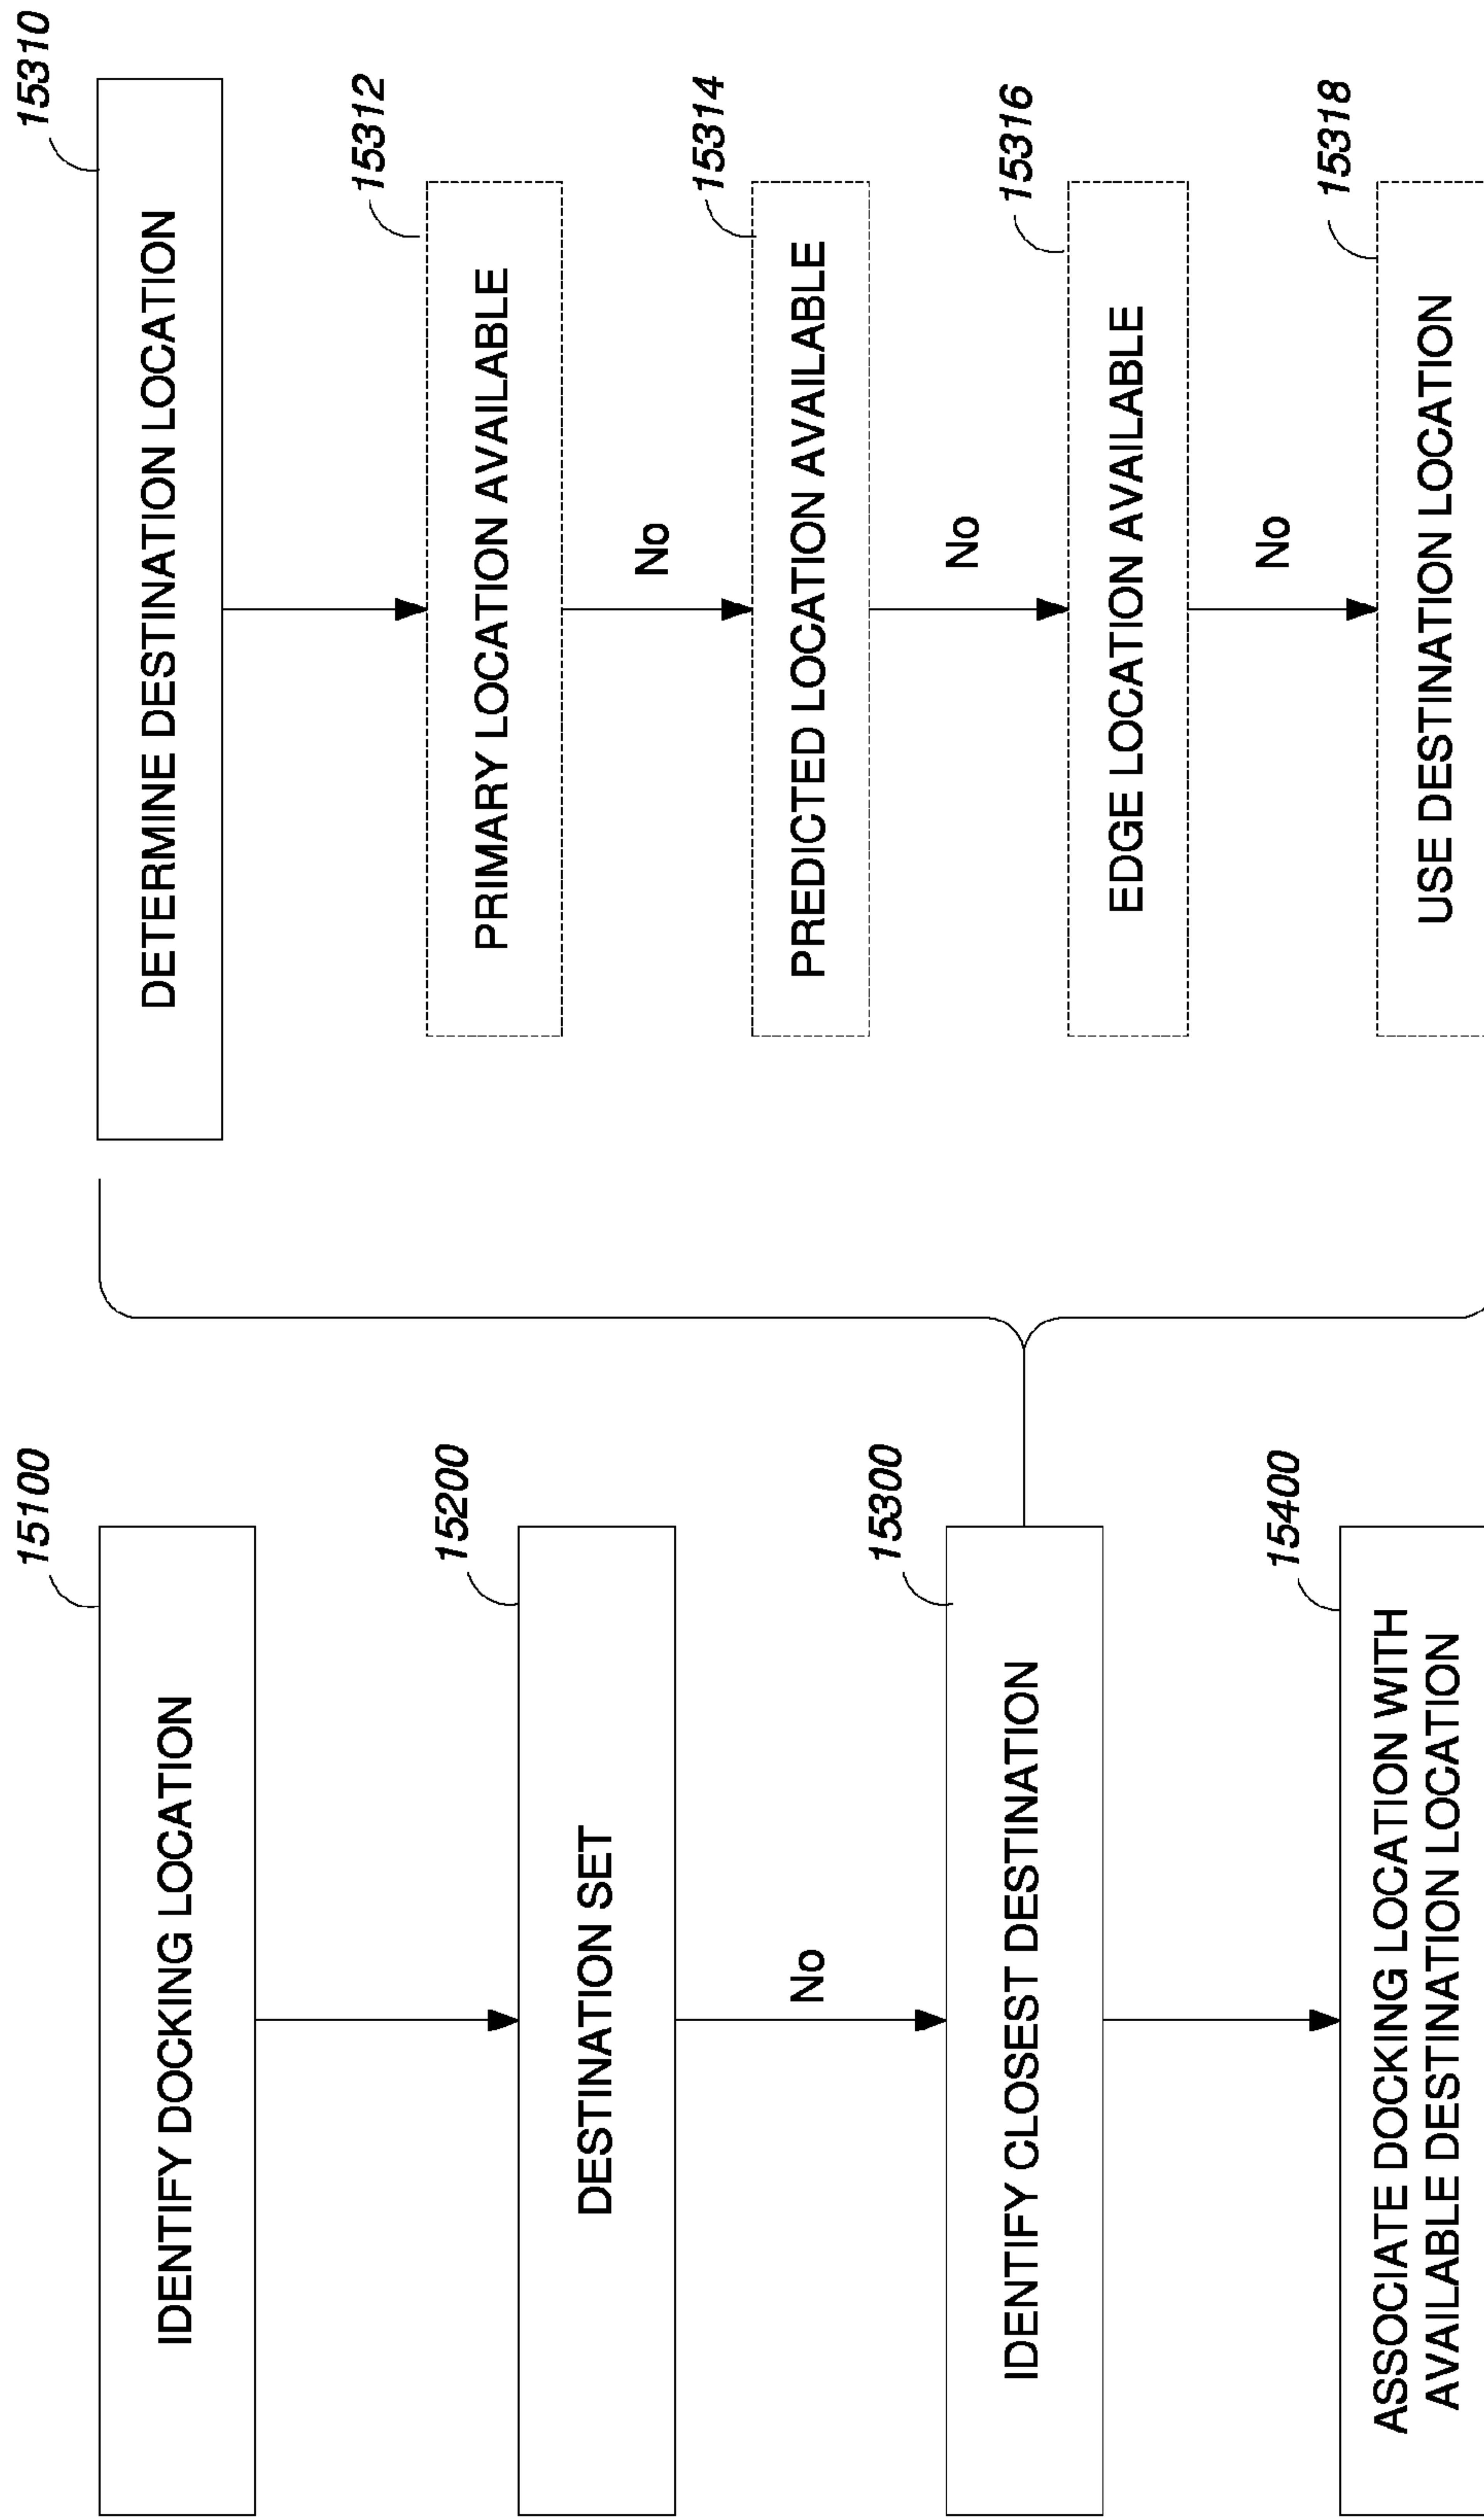 15100
IDENTIFY DOCKING LOCATION
15200
DESTINATION SET
No
15300
IDENTIFY CLOSEST DESTINATION
15400
ASSOCIATE DOCKING LOCATION WITH
AVAILABLE DESTINATION LOCATION
15310
DETERMINE DESTINATION LOCATION
15312
PRIMARY LOCATION AVAILABLE
No
15314
PREDICTED LOCATION AVAILABLE
No
15316
EDGE LOCATION AVAILABLE
No
15318
USE DESTINATION LOCATION